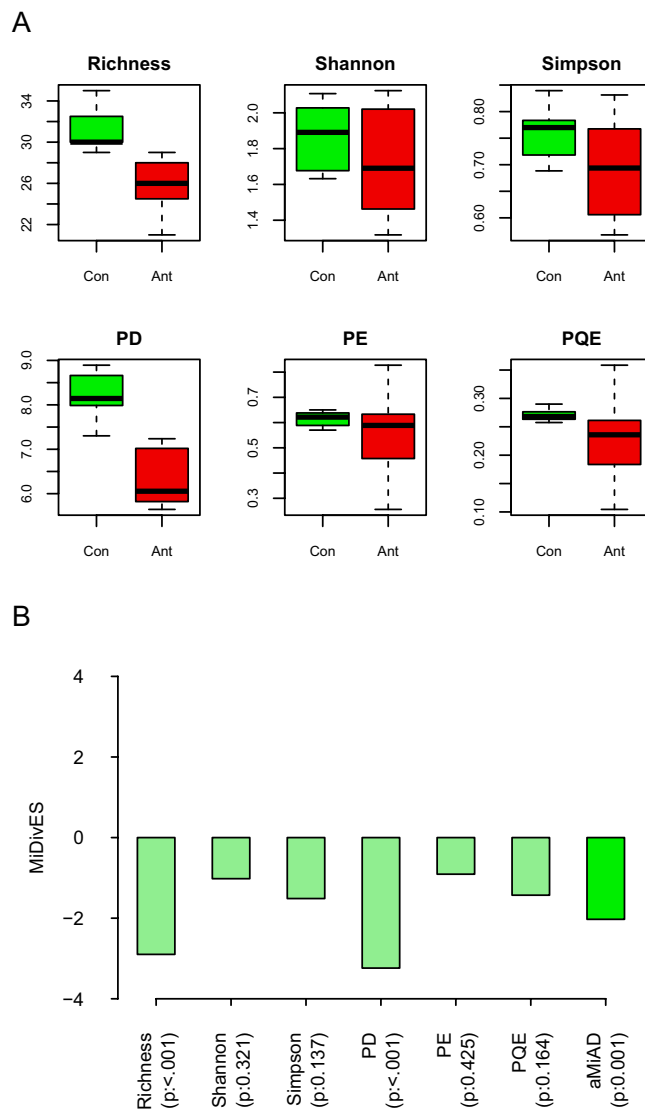 A
Richness Shannon Simpson
34
30
26
22
Con Ant
2.0
1.8
1.6
1.4
Con Ant
0.80
0.70
0.60
Con Ant
PD PE PQE
9.0
8.0
7.0
6.0
Con Ant
0.7
0.5
0.3
Con Ant
0.30
0.20
0.10
Con Ant
B
MiDivES
4
2
0
−2
−4
Richness
(p:<.001)
Shannon
(p:0.321)
Simpson
(p:0.137)
PD
(p:<.001)
PE
(p:0.425)
PQE
(p:0.164)
aMiAD
(p:0.001)